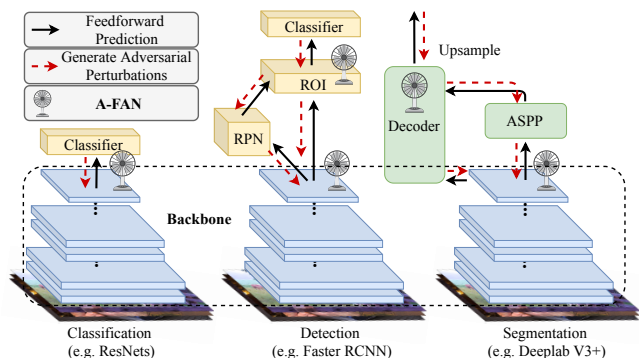 Feedforward
Prediction
Generate Adversarial
Perturbations
A-FAN
Classifier
Classifier
ROI
RPN
Upsample
Decoder
ASPP
Backbone
Classification
(e.g. ResNets)
Detection
(e.g. Faster RCNN)
Segmentation
(e.g. Deeplab V3+)